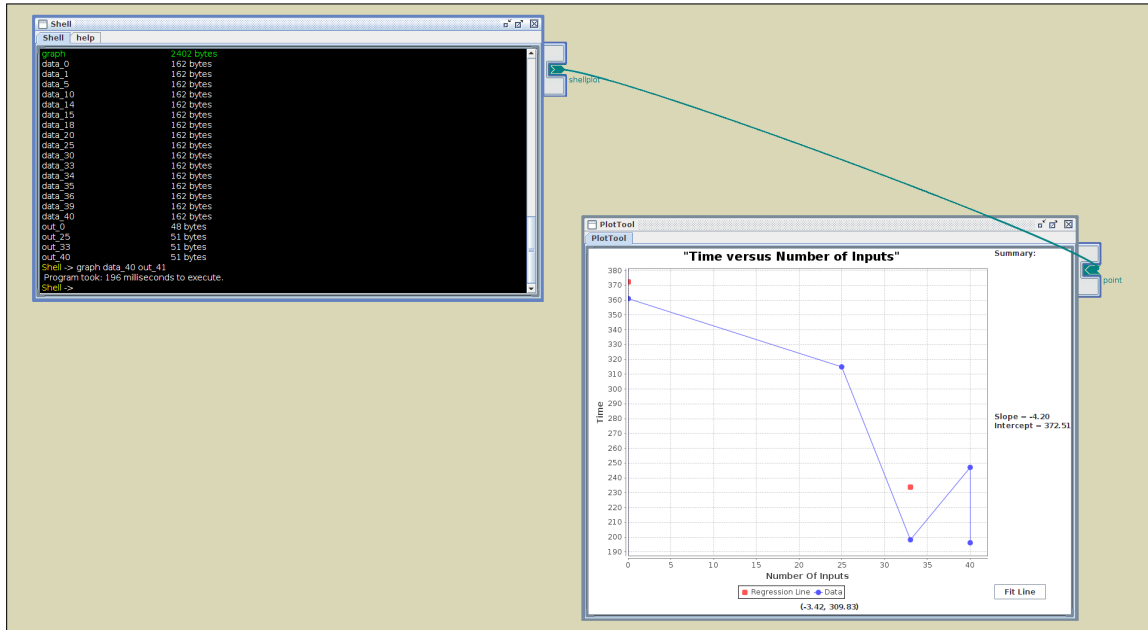 Shell
Shell help
graph 2402 bytes
data_0 162 bytes
data_1 162 bytes
data_5 162 bytes
data_10 162 bytes
data_14 162 bytes
data_15 162 bytes
data_18 162 bytes
data_20 162 bytes
data_25 162 bytes
data_30 162 bytes
data_33 162 bytes
data_34 162 bytes
data_35 162 bytes
data_36 162 bytes
data_39 162 bytes
data_40 162 bytes
out_0 48 bytes
out_25 51 bytes
out_33 51 bytes
out_40 51 bytes
Shell -> graph data_40 out_41
Program took: 196 milliseconds to execute.
Shell ->
shellplot
PlotTool
PlotTool
"Time versus Number of Inputs"
Summary:
380
370
360
350
340
330
320
310
300
290
280
270
260
250
240
230
220
210
200
190
Time
0 5 10 15 20 25 30 35 40
Number Of Inputs
Regression Line Data
(-3.42, 309.83)
Slope = -4.20
Intercept = 372.51
Fit Line
point